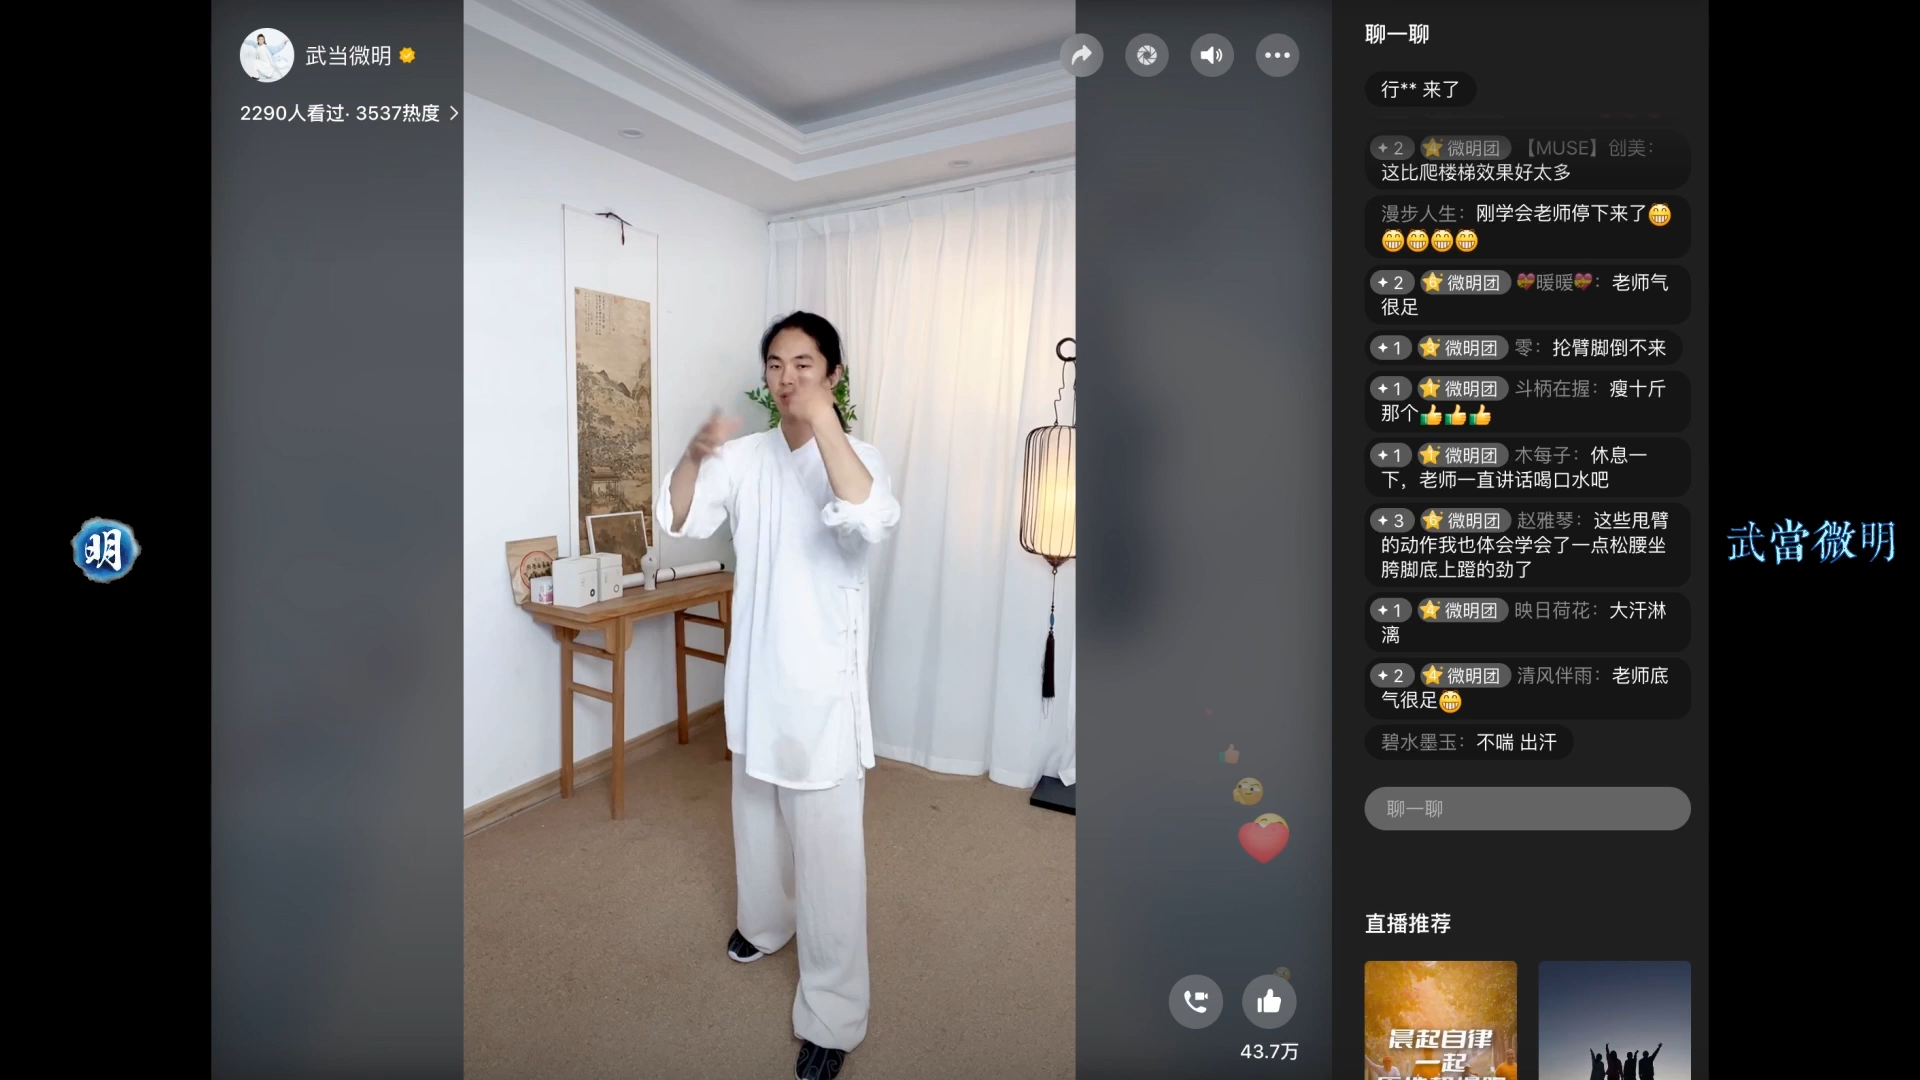 武当微明
2290人看过· 3537热度
明
43.7万
聊一聊
行** 来了
2 微明团 【MUSE】创美：
这比爬楼梯效果好太多
漫步人生： 刚学会老师停下来了😁
😁😁😁😁
2 6 微明团 💝暖暖💝： 老师气
很足
1 微明团 零： 抡臂脚倒不来
1 1 微明团 斗柄在握： 瘦十斤
那个👍👍👍
1 1 微明团 木每子： 休息一
下，老师一直讲话喝口水吧
3 6 微明团 赵雅琴： 这些甩臂
的动作我也体会学会了一点松腰坐
胯脚底上蹬的劲了
1 4 微明团 映日荷花： 大汗淋
漓
2 4 微明团 清风伴雨： 老师底
气很足😁
碧水墨玉： 不喘 出汗
聊一聊
直播推荐
晨起自律
一起
武當微明